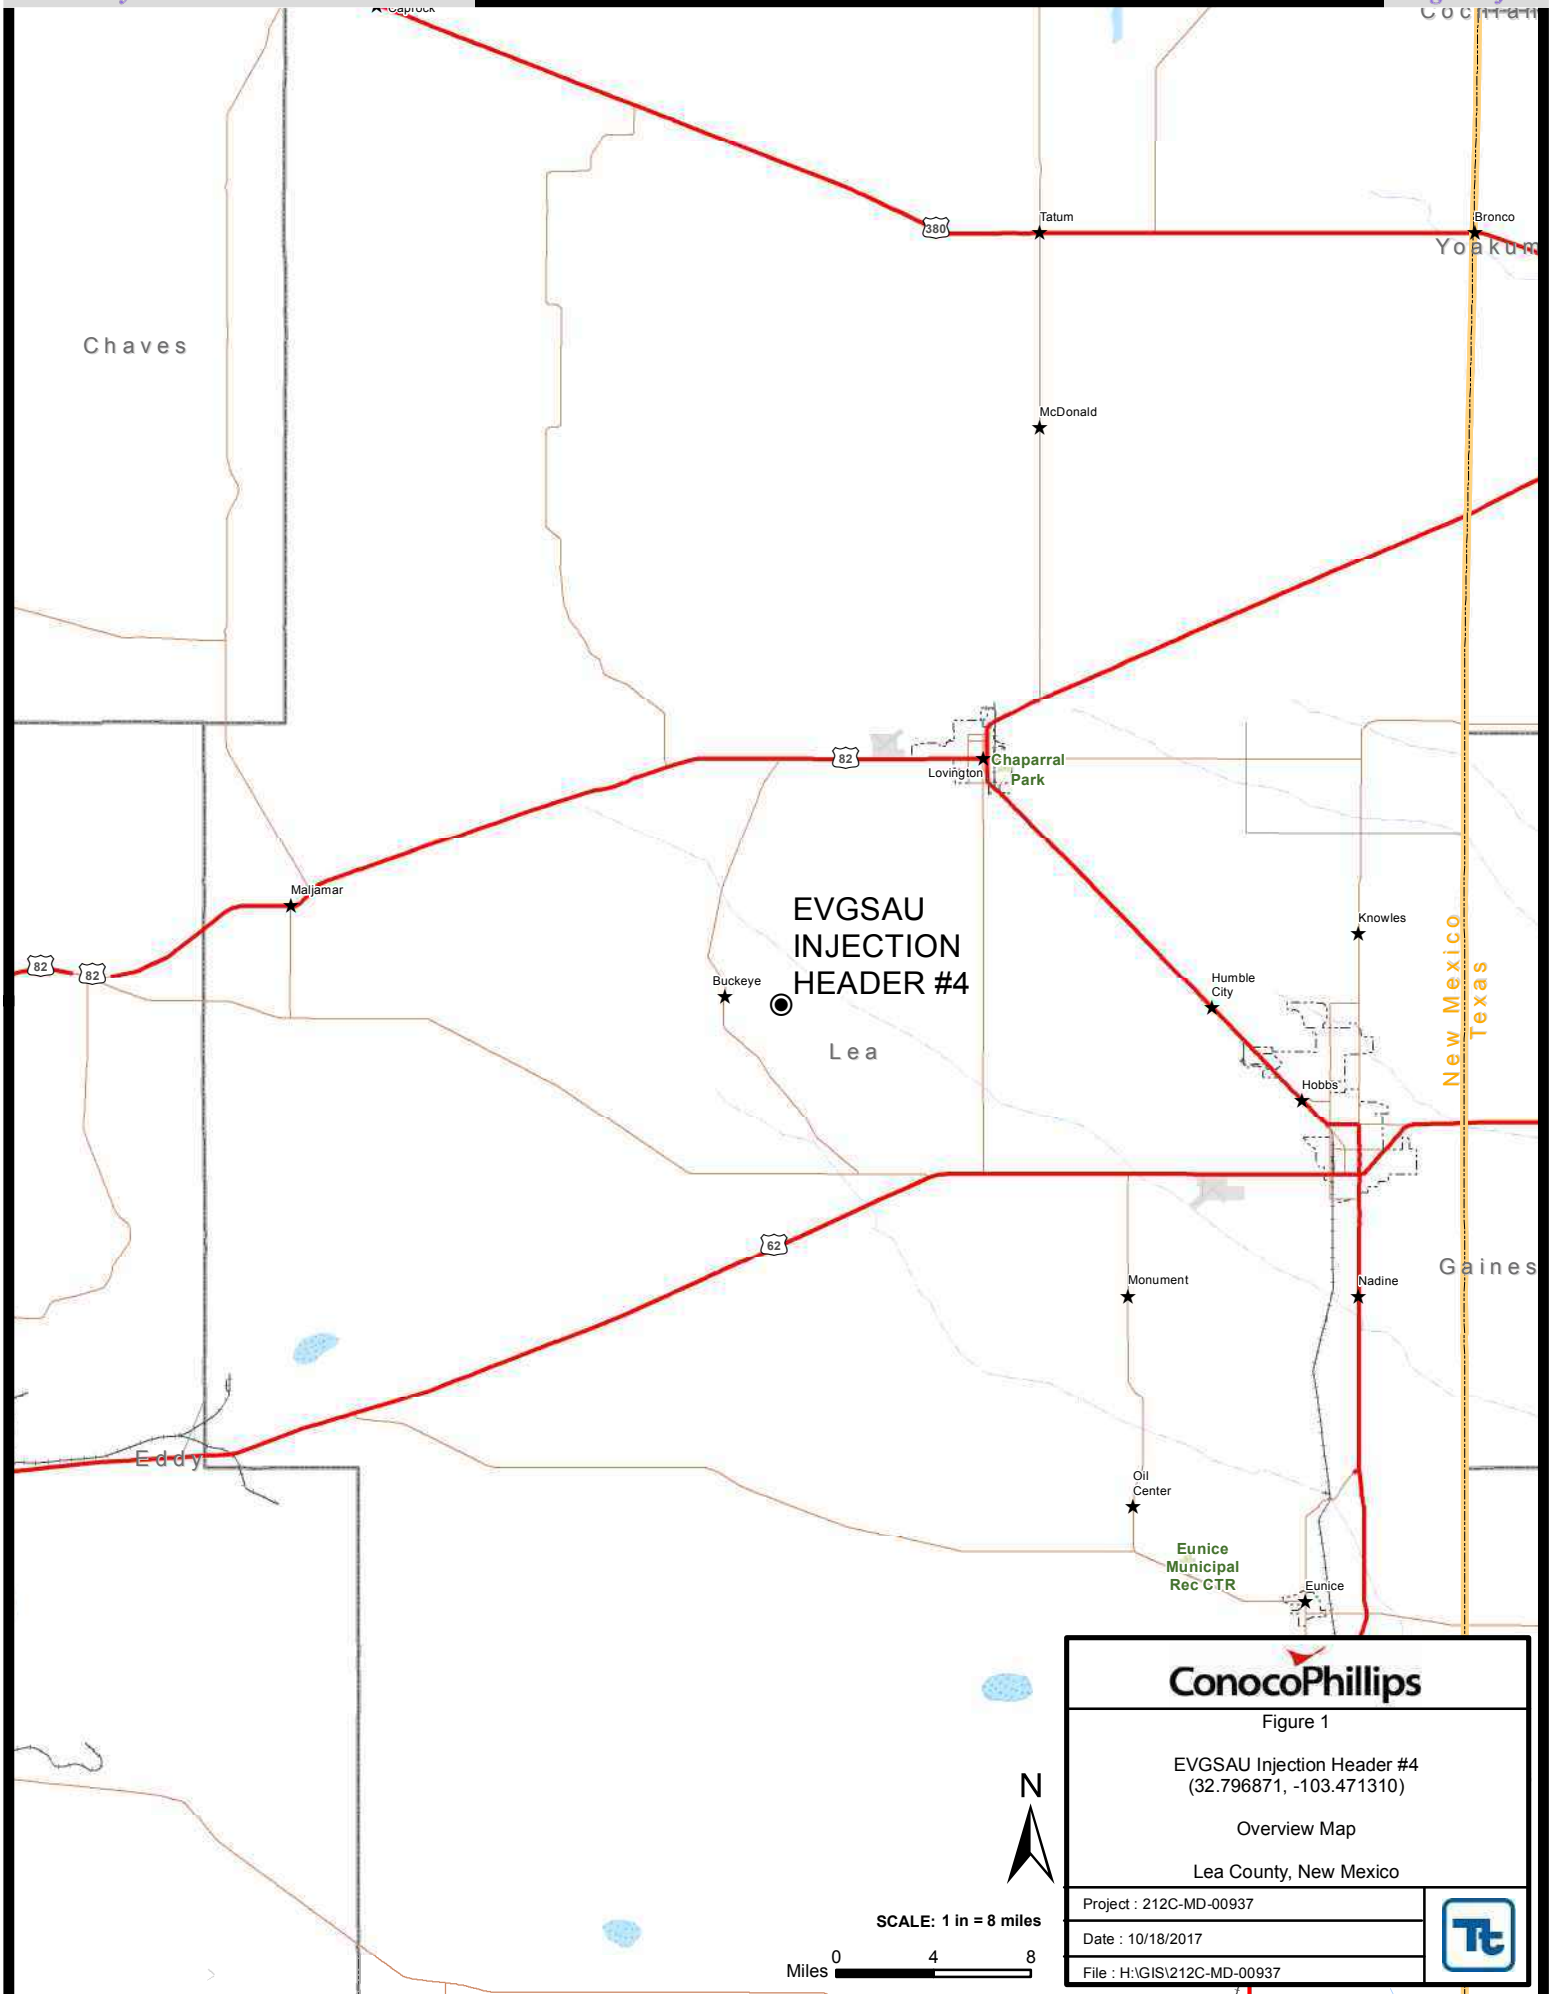 Caprock
Cochran
380
Tatum
Bronco
Yoakum
Chaves
McDonald
82
Lovington
Chaparral
Park
Maljamar
EVGSAU
INJECTION
HEADER #4
Knowles
82
82
Buckeye
Humble
City
New Mexico
Texas
Lea
Hobbs
62
Gaines
Monument
Nadine
Eddy
Oil
Center
Eunice
Municipal
Rec CTR
Eunice
ConocoPhillips
Figure 1
EVGSAU Injection Header #4
(32.796871, -103.471310)
Overview Map
Lea County, New Mexico
N
Project : 212C-MD-00937
SCALE: 1 in = 8 miles
Date : 10/18/2017
Tt
0 4 8
Miles
File : H:\GIS\212C-MD-00937